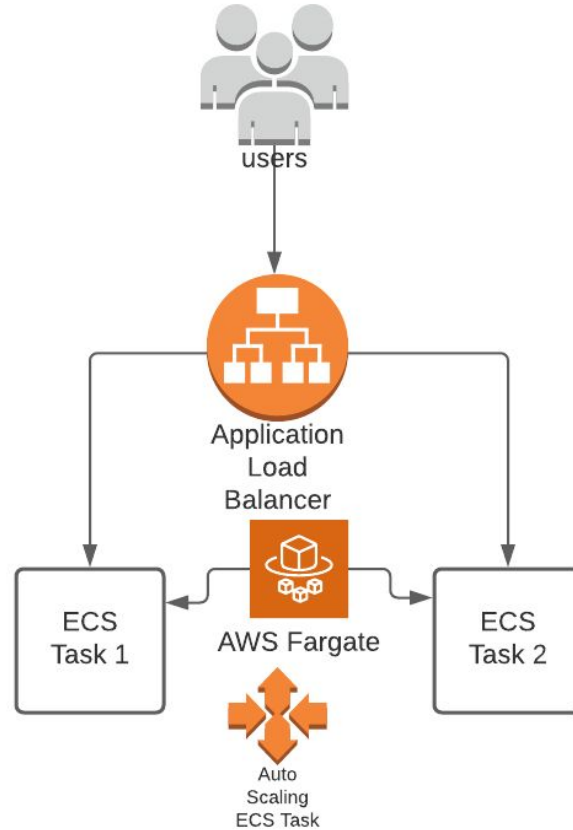 users
Application
Load
Balancer
ECS
Task 1
AWS Fargate
ECS
Task 2
Auto
Scaling
ECS Task